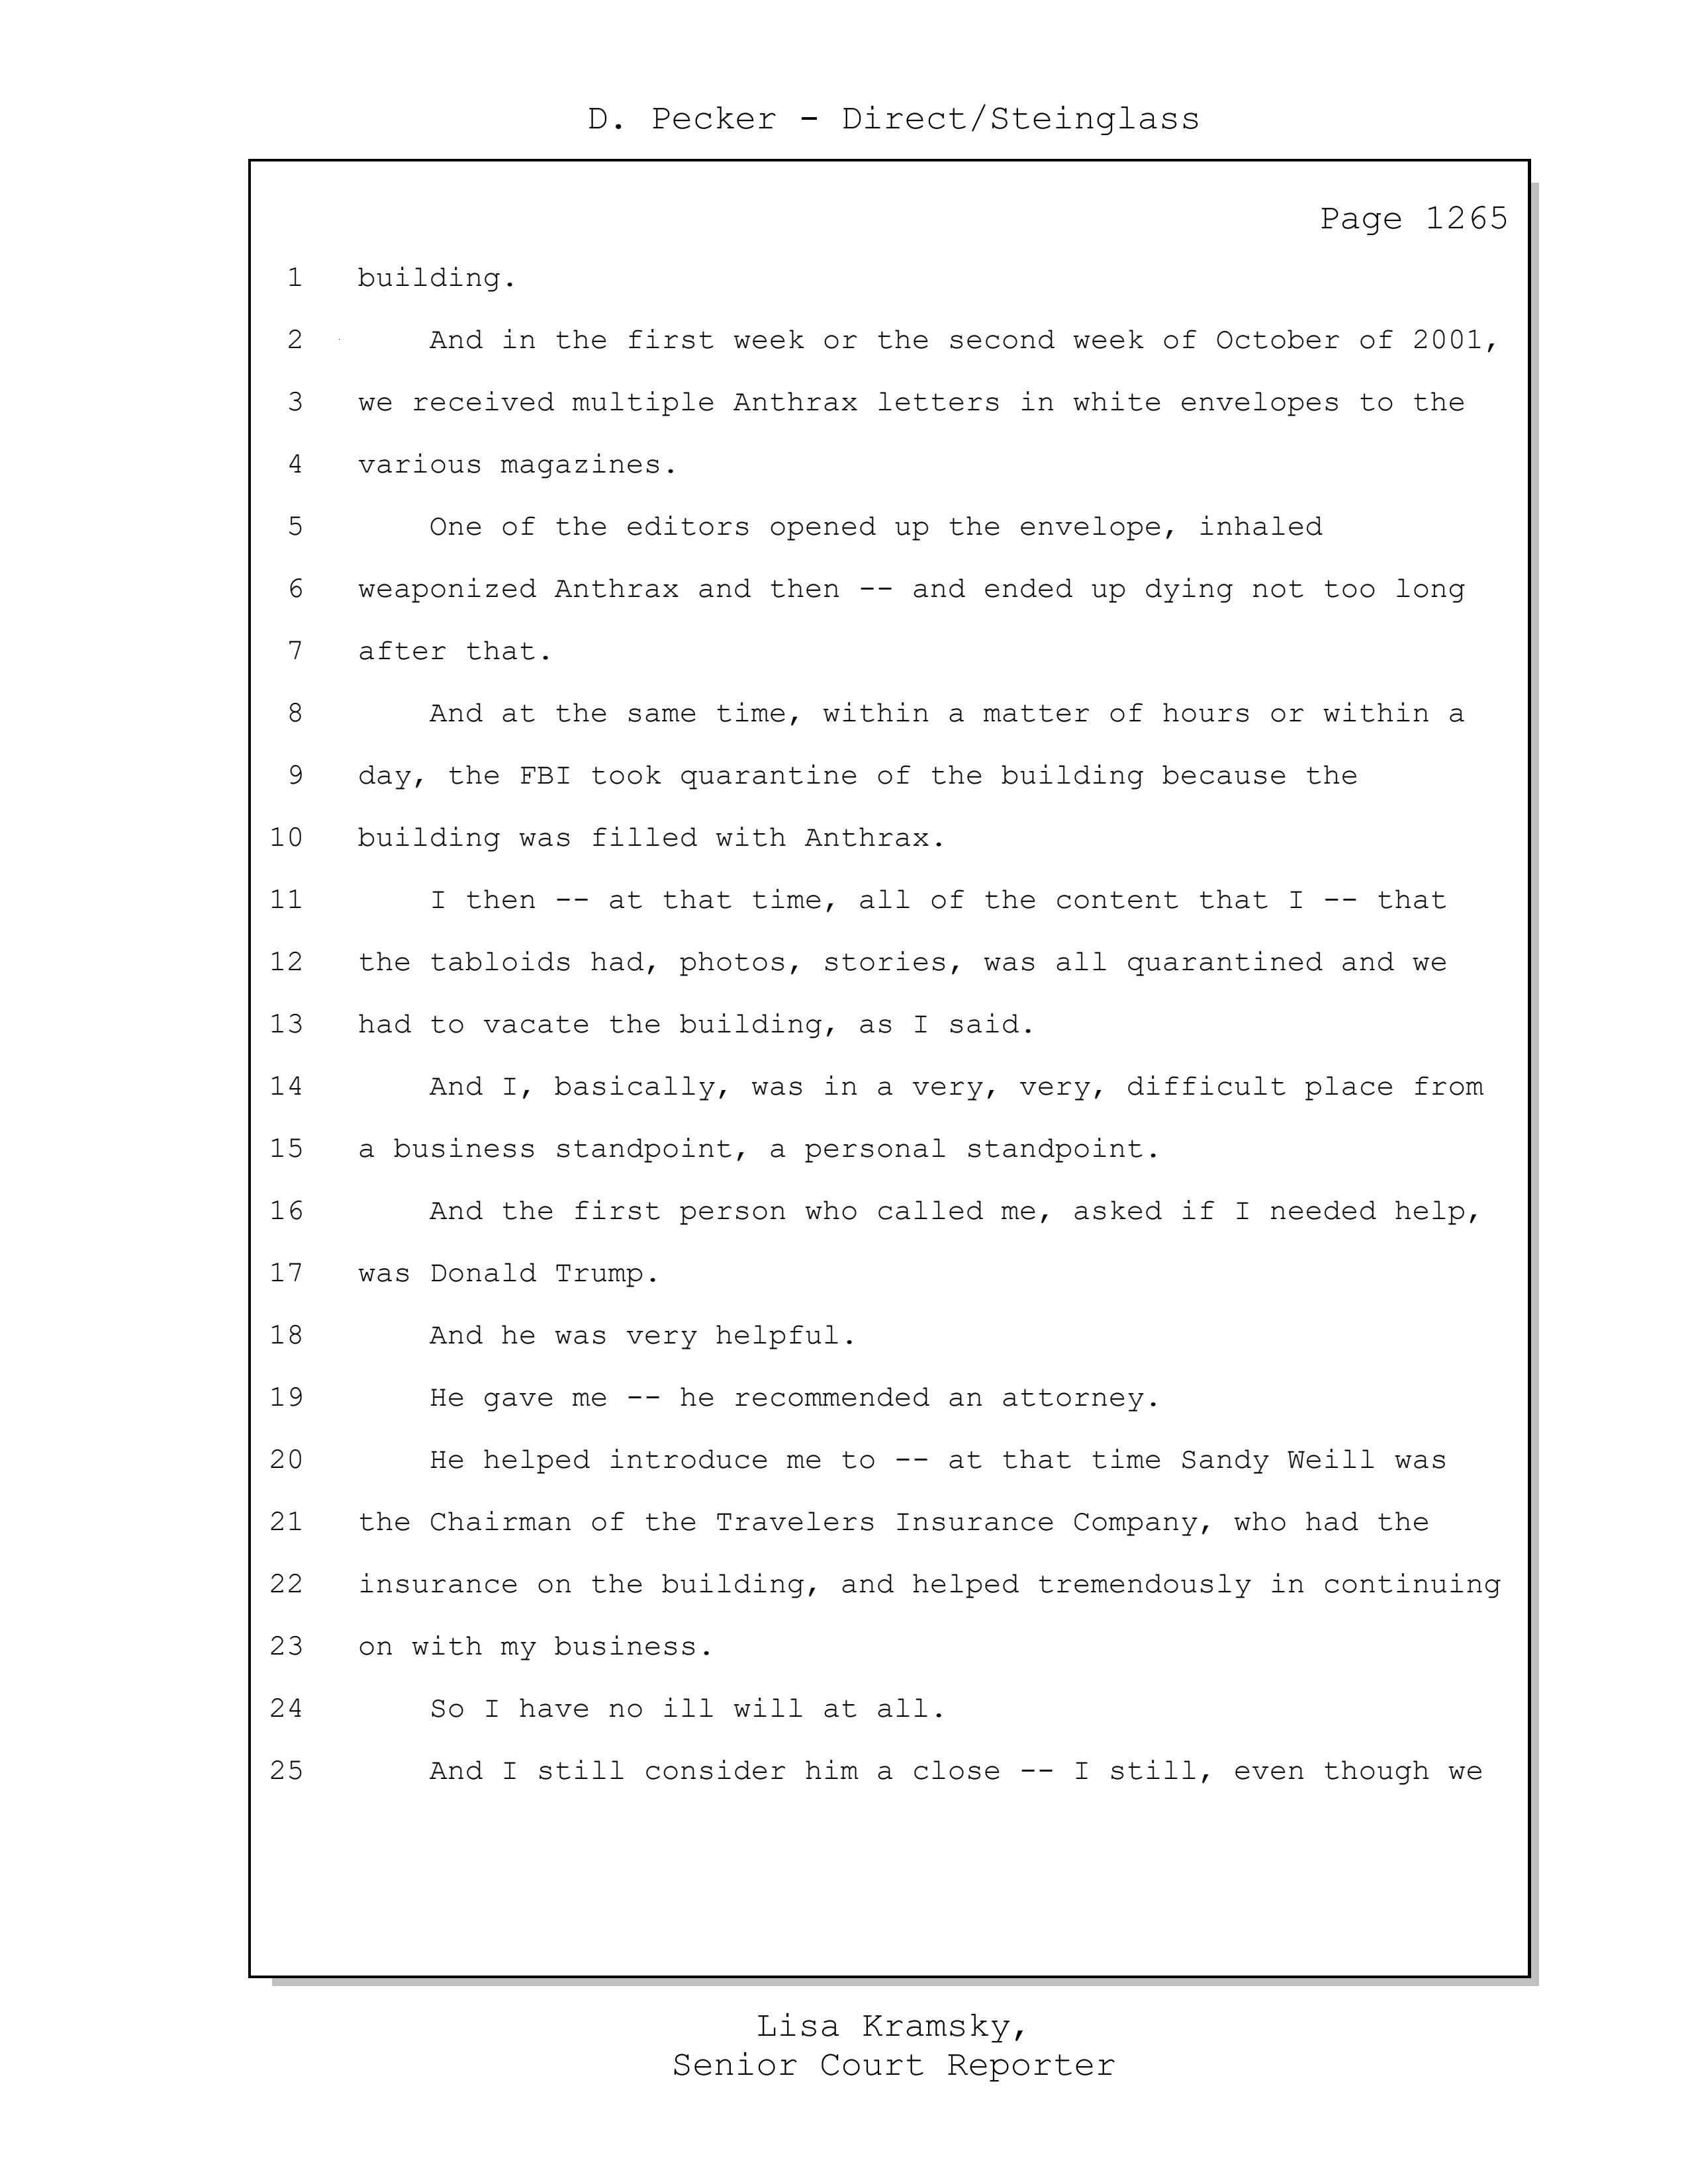 D. Pecker - Direct/Steinglass
Page 1265
1 building.
2 And in the first week or the second week of October of 2001,
3 we received multiple Anthrax letters in white envelopes to the
4 various magazines.
5 One of the editors opened up the envelope, inhaled
6 weaponized Anthrax and then -- and ended up dying not too long
7 after that.
8 And at the same time, within a matter of hours or within a
9 day, the FBI took quarantine of the building because the
10 building was filled with Anthrax.
11 I then -- at that time, all of the content that I -- that
12 the tabloids had, photos, stories, was all quarantined and we
13 had to vacate the building, as I said.
14 And I, basically, was in a very, very, difficult place from
15 a business standpoint, a personal standpoint.
16 And the first person who called me, asked if I needed help,
17 was Donald Trump.
18 And he was very helpful.
19 He gave me -- he recommended an attorney.
20 He helped introduce me to -- at that time Sandy Weill was
21 the Chairman of the Travelers Insurance Company, who had the
22 insurance on the building, and helped tremendously in continuing
23 on with my business.
24 So I have no ill will at all.
25 And I still consider him a close -- I still, even though we
Lisa Kramsky,
Senior Court Reporter